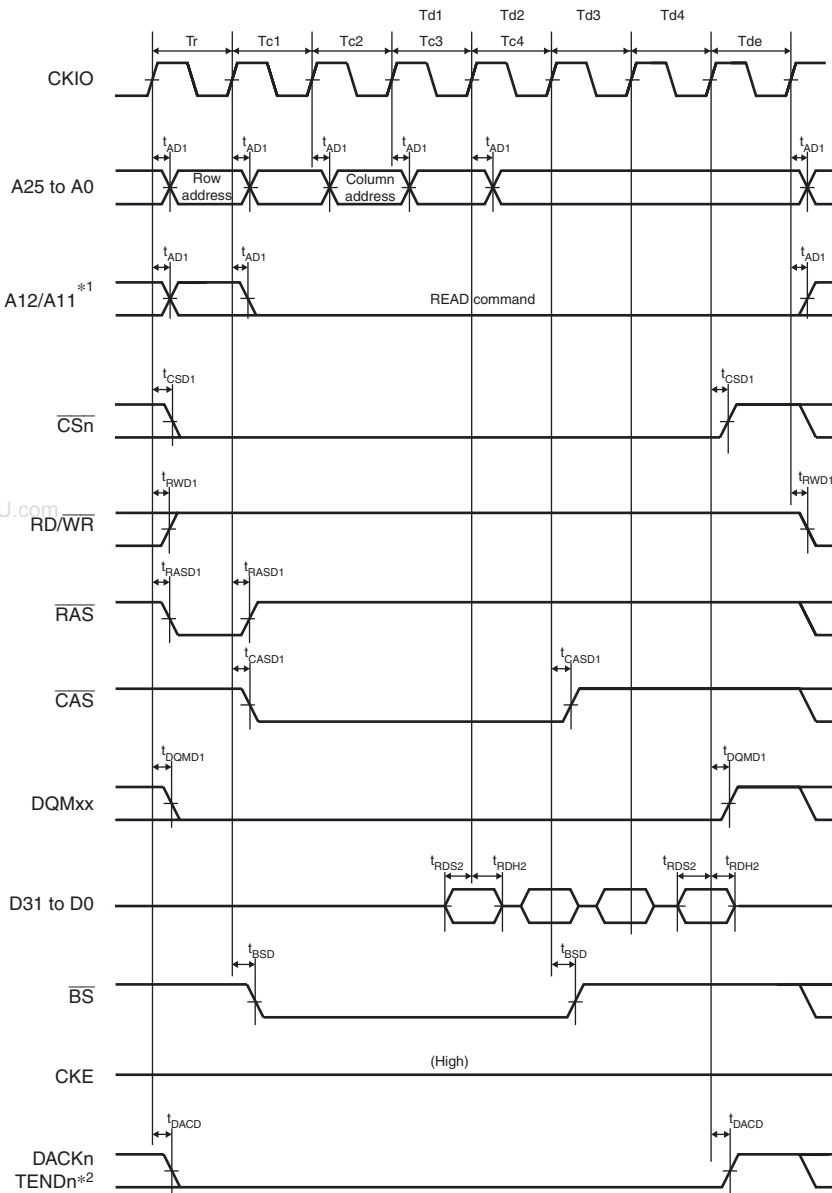 Td1 Td2 Td3 Td4
Tr Tc1 Tc2 Tc3 Tc4 Tde
CKIO
tAD1 tAD1 tAD1 tAD1 tAD1 tAD1
A25 to A0
Row address
Column address
tAD1 tAD1 tAD1
A12/A11*1
READ command
tCSD1 tCSD1
CSn
tRWD1 tRWD1
U.com
RD/WR
tRASD1 tRASD1
RAS
tCASD1 tCASD1
CAS
tDQMD1 tDQMD1
DQMxx
tRDS2 tRDH2 tRDS2 tRDH2
D31 to D0
tBSD tBSD
BS
(High)
CKE
tDACD tDACD
DACKn
TENDn*2